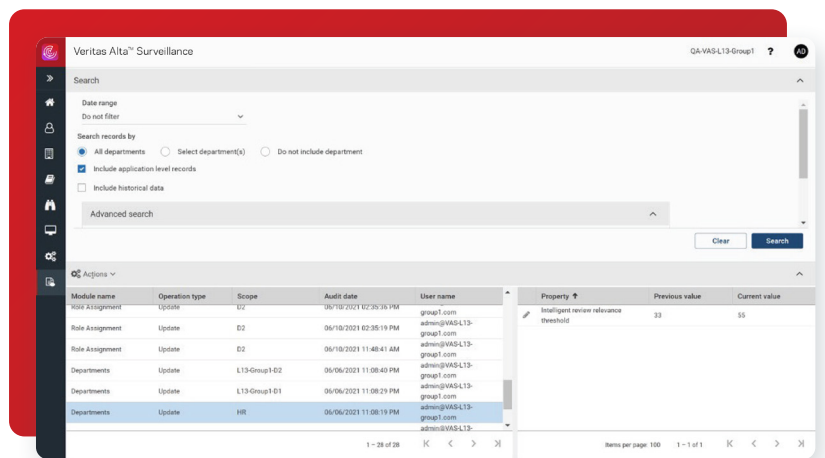 Veritas Alta™ Surveillance
QA-VAS-L13-Group1 ? AD
Search
Date range
Do not filter
Search records by
All departments Select department(s) Do not include department
Include application level records
Include historical data
Advanced search
Clear Search
Actions
Module name Operation type Scope Audit date User name
Role Assignment Update D2 06/10/2021 02:35:36 PM
group1.com
Role Assignment Update D2 06/10/2021 02:35:19 PM admin@VAS-L13-
group1.com
Role Assignment Update D2 06/10/2021 11:48:41 AM admin@VAS-L13-
group1.com
Departments Update L13-Group1-D2 06/06/2021 11:08:40 PM admin@VAS-L13-
group1.com
Departments Update L13-Group1-D1 06/06/2021 11:08:29 PM admin@VAS-L13-
group1.com
Departments Update HR 06/06/2021 11:08:19 PM admin@VAS-L13-
group1.com
admin@VAS-L13-
1 – 28 of 28
Property Previous value Current value
Intelligent review relevance
threshold 33 55
Items per page: 100 1 – 1 of 1